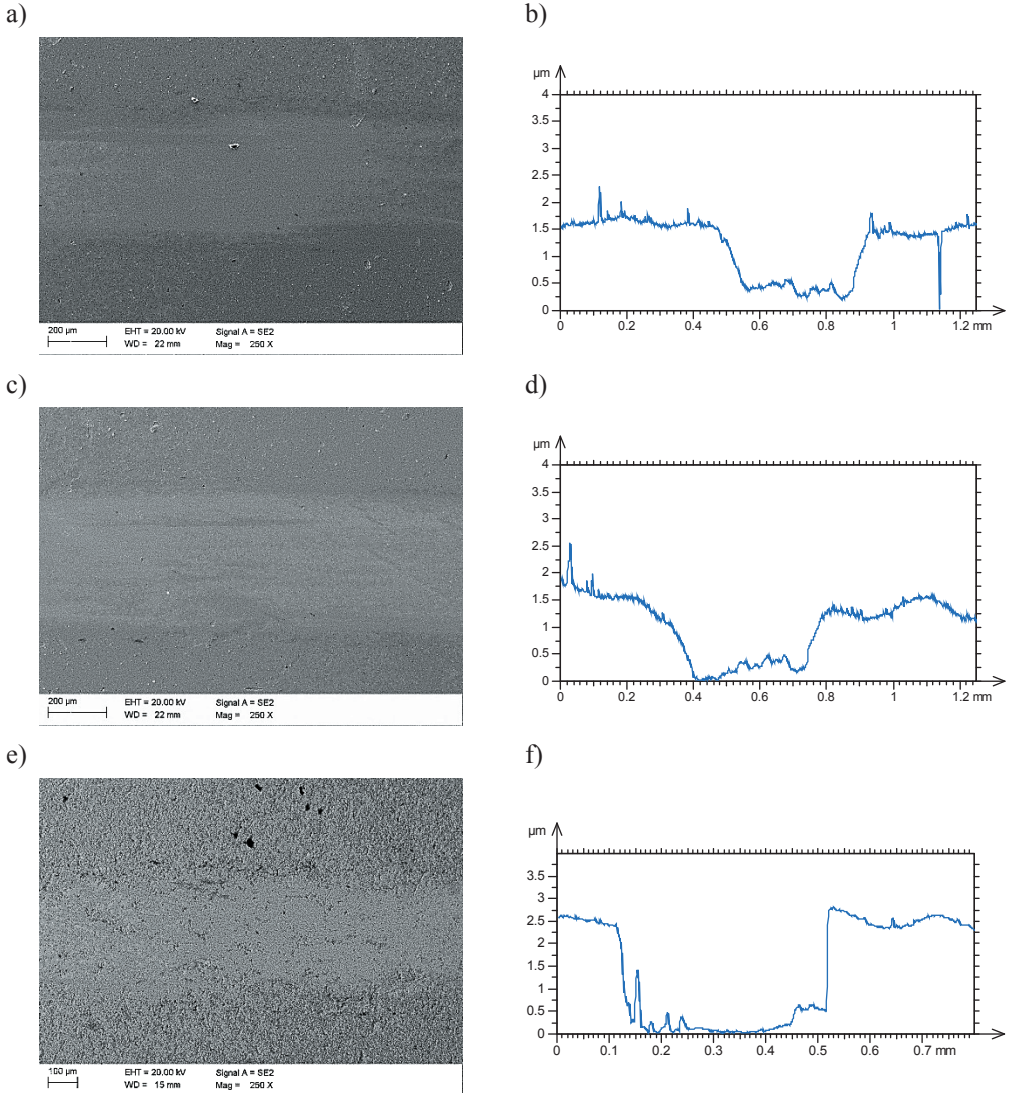 a)
b)
µm
4
3.5
3
2.5
2
1.5
1
0.5
0
0 0.2 0.4 0.6 0.8 1 1.2 mm
200 µm EHT = 20.00 kV Signal A = SE2
WD = 22 mm Mag = 250 X
c)
d)
µm
4
3.5
3
2.5
2
1.5
1
0.5
0
0 0.2 0.4 0.6 0.8 1 1.2 mm
200 µm EHT = 20.00 kV Signal A = SE2
WD = 22 mm Mag = 250 X
e)
f)
µm
3.5
3
2.5
2
1.5
1
0.5
0
0 0.1 0.2 0.3 0.4 0.5 0.6 0.7 mm
100 µm EHT = 20.00 kV Signal A = SE2
WD = 15 mm Mag = 250 X